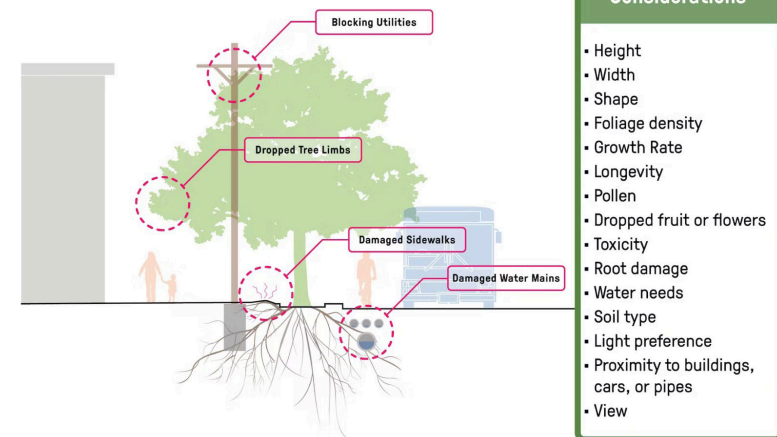 Considerations
Blocking Utilities
Dropped Tree Limbs
Damaged Sidewalks
Damaged Water Mains
▪ Height
▪ Width
▪ Shape
▪ Foliage density
▪ Growth Rate
▪ Longevity
▪ Pollen
▪ Dropped fruit or flowers
▪ Toxicity
▪ Root damage
▪ Water needs
▪ Soil type
▪ Light preference
▪ Proximity to buildings,
cars, or pipes
▪ View